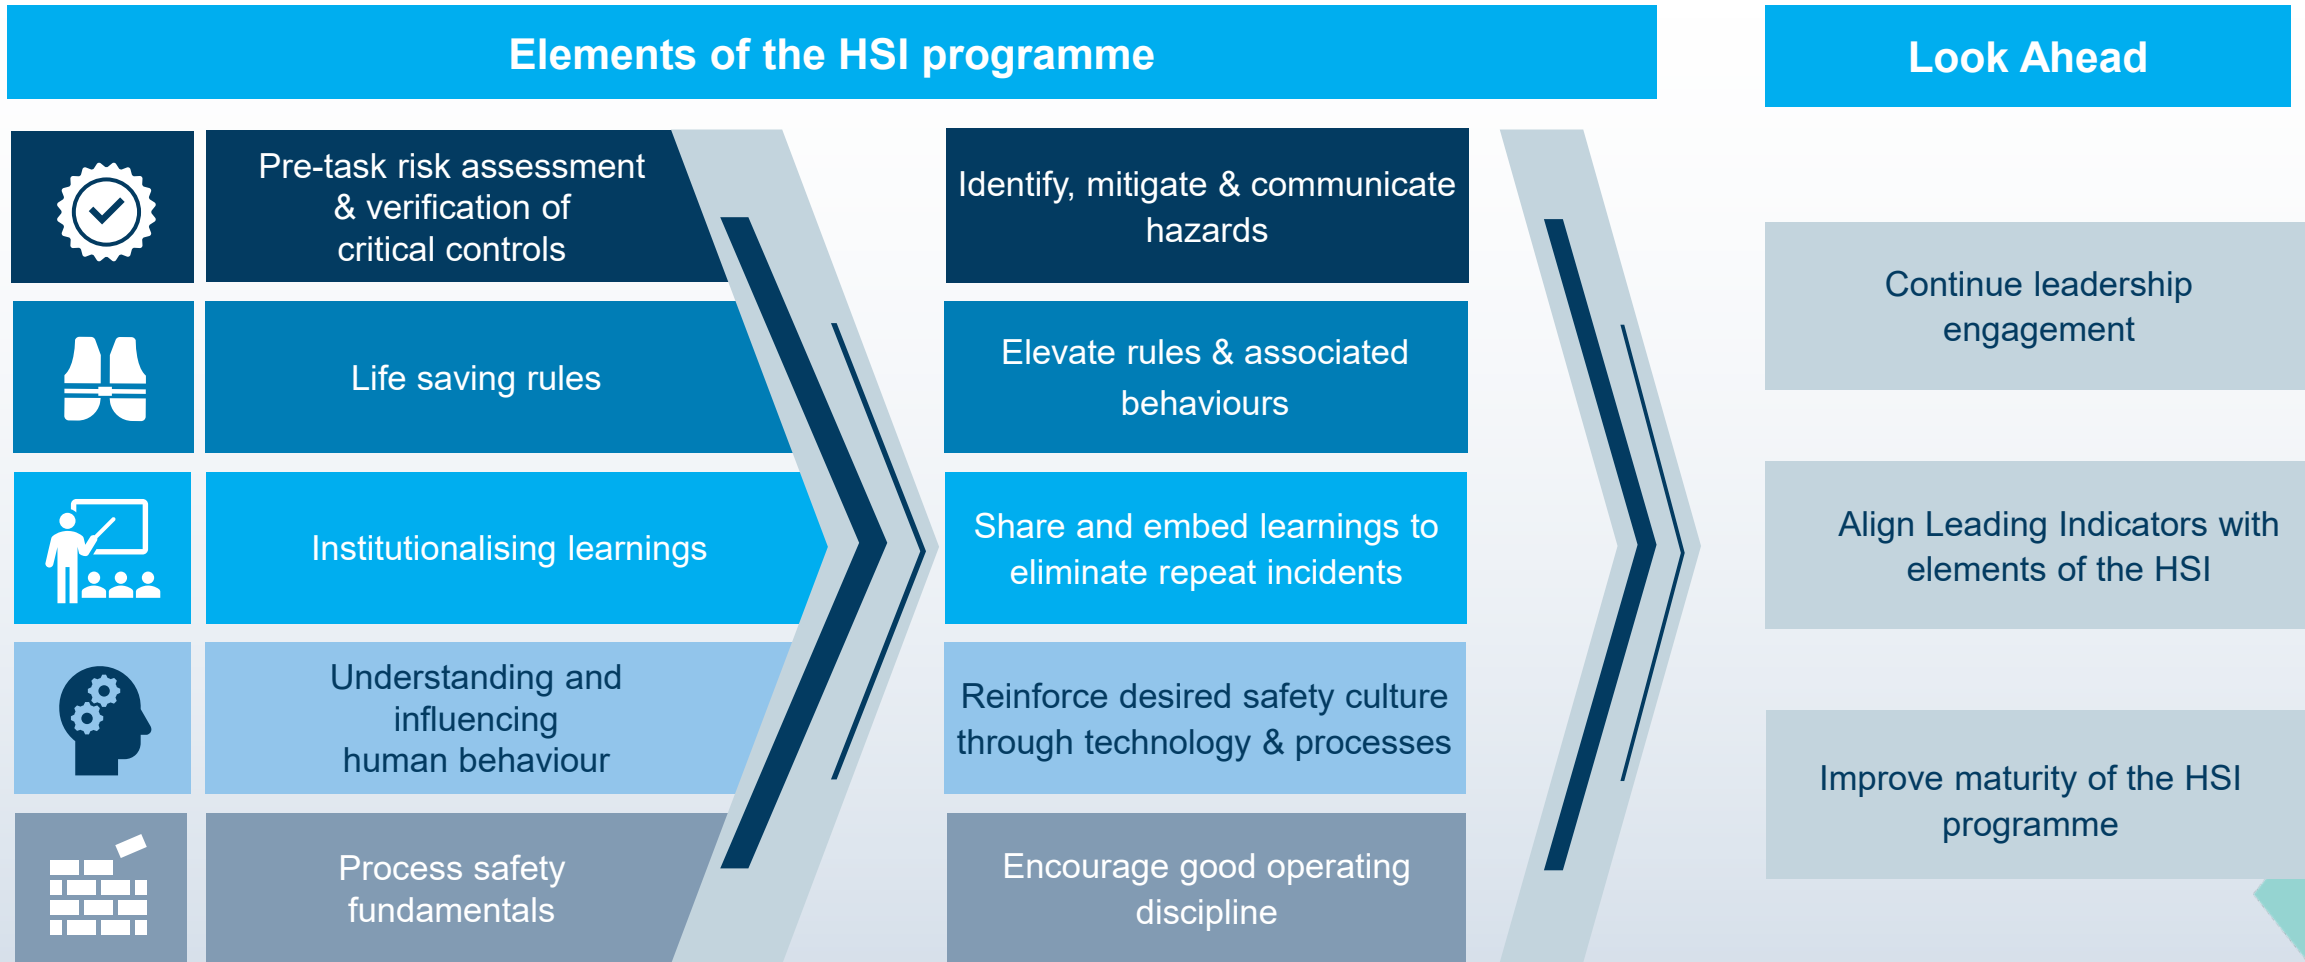 Elements of the HSI programme
Look Ahead
Pre-task risk assessment
& verification of
critical controls
Identify, mitigate & communicate
hazards
Life saving rules
Elevate rules & associated
behaviours
Institutionalising learnings
Share and embed learnings to
eliminate repeat incidents
Understanding and
influencing
human behaviour
Reinforce desired safety culture
through technology & processes
Process safety
fundamentals
Encourage good operating
discipline
Continue leadership
engagement
Align Leading Indicators with
elements of the HSI
Improve maturity of the HSI
programme